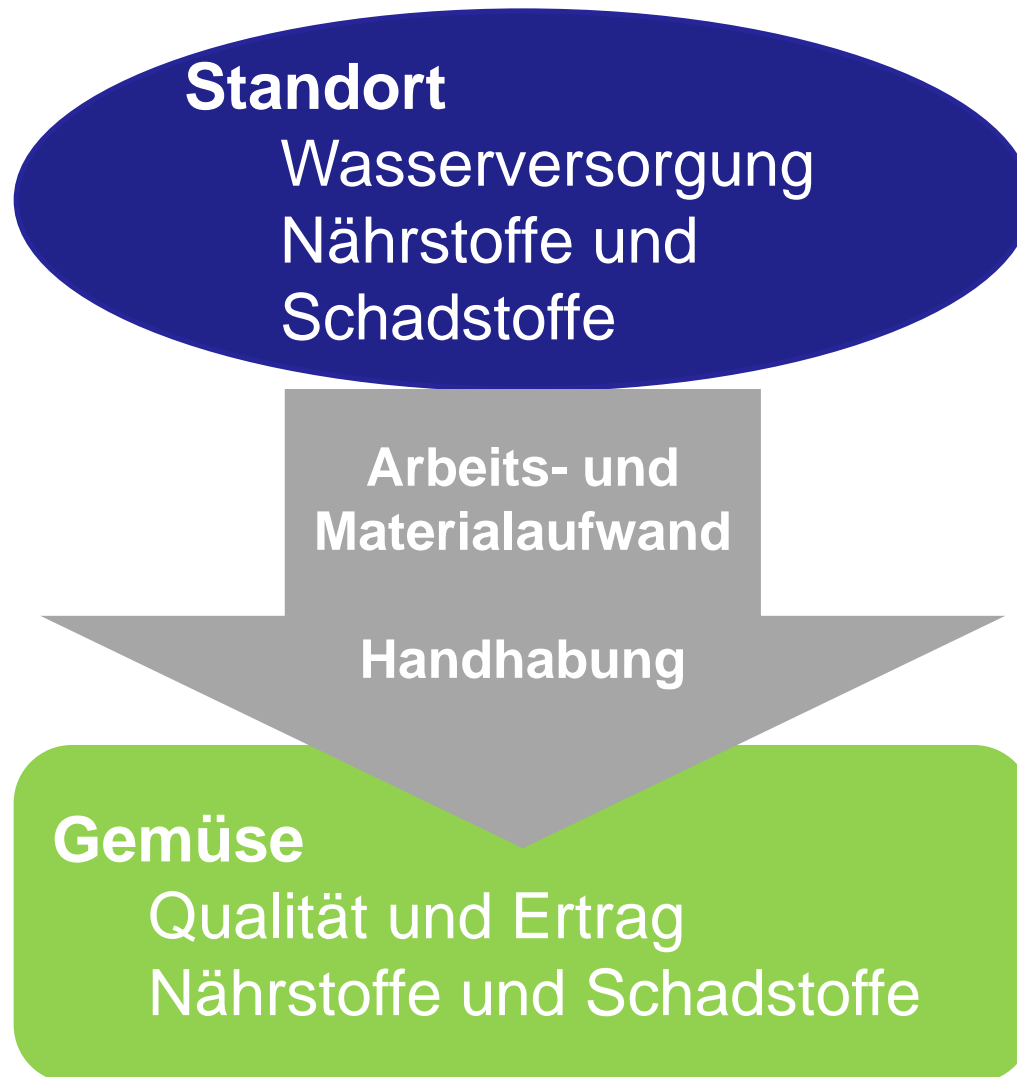 Standort
Wasserversorgung
Nährstoffe und
Schadstoffe
Arbeits- und
Materialaufwand
Handhabung
Gemüse
Qualität und Ertrag
Nährstoffe und Schadstoffe